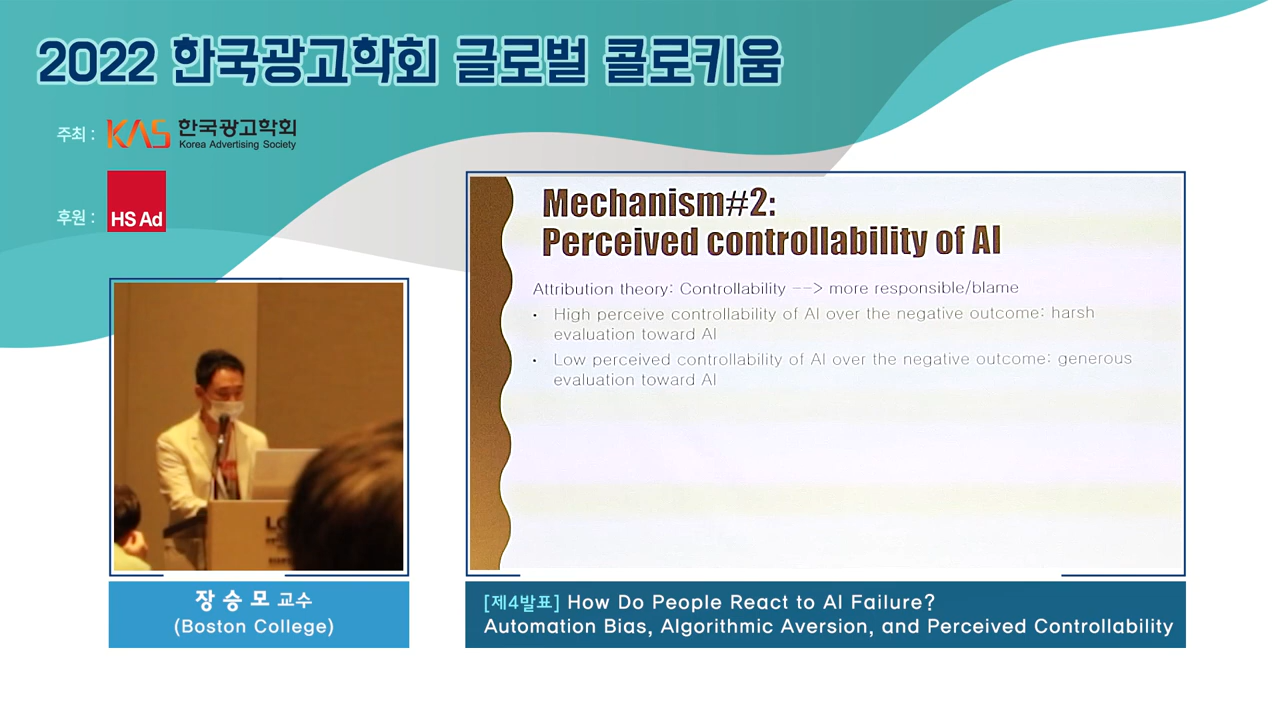 2022 한국광고학회 글로벌 콜로키움
주최 : KAS 한국광고학회
Korea Advertising Society
후원 : HS Ad
Mechanism#2:
Perceived controllability of AI
Attribution theory: Controllability --> more responsible/blame
• High perceive controllability of AI over the negative outcome: harsh
evaluation toward AI
• Low perceived controllability of AI over the negative outcome: generous
evaluation toward AI
장 승 모 교수
(Boston College)
[제4발표] How Do People React to AI Failure?
Automation Bias, Algorithmic Aversion, and Perceived Controllability